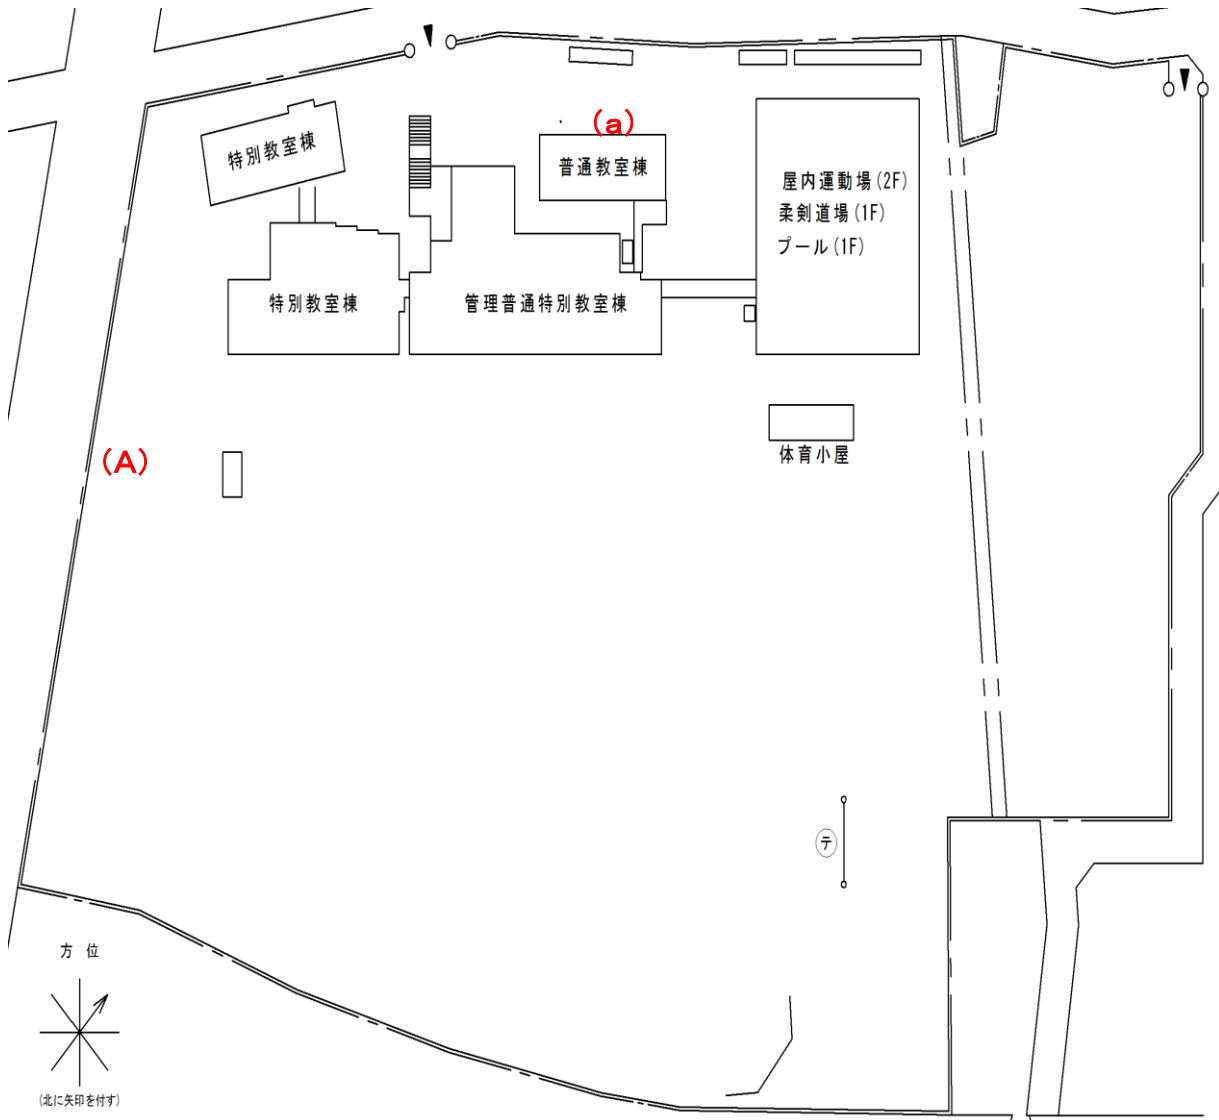 (a)
特別教室棟
普通教室棟
屋内運動場(2F)
柔剣道場(1F)
プール(1F)
特別教室棟
管理普通特別教室棟
(A)
体育小屋
テ
方 位
(北に矢印を付す)